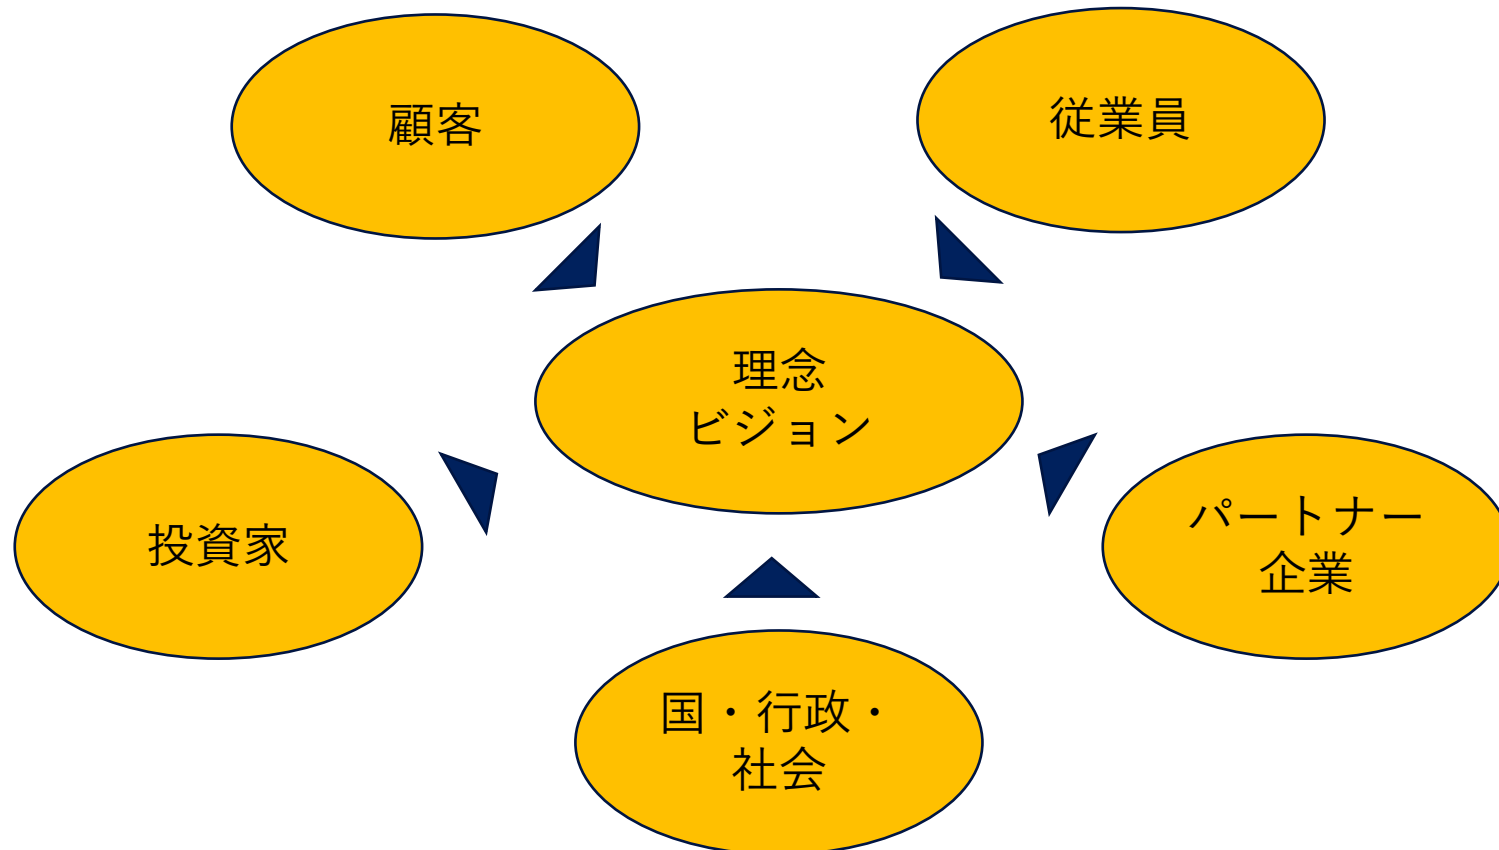 顧客
従業員
理念
ビジョン
投資家
パートナー
企業
国・行政・
社会